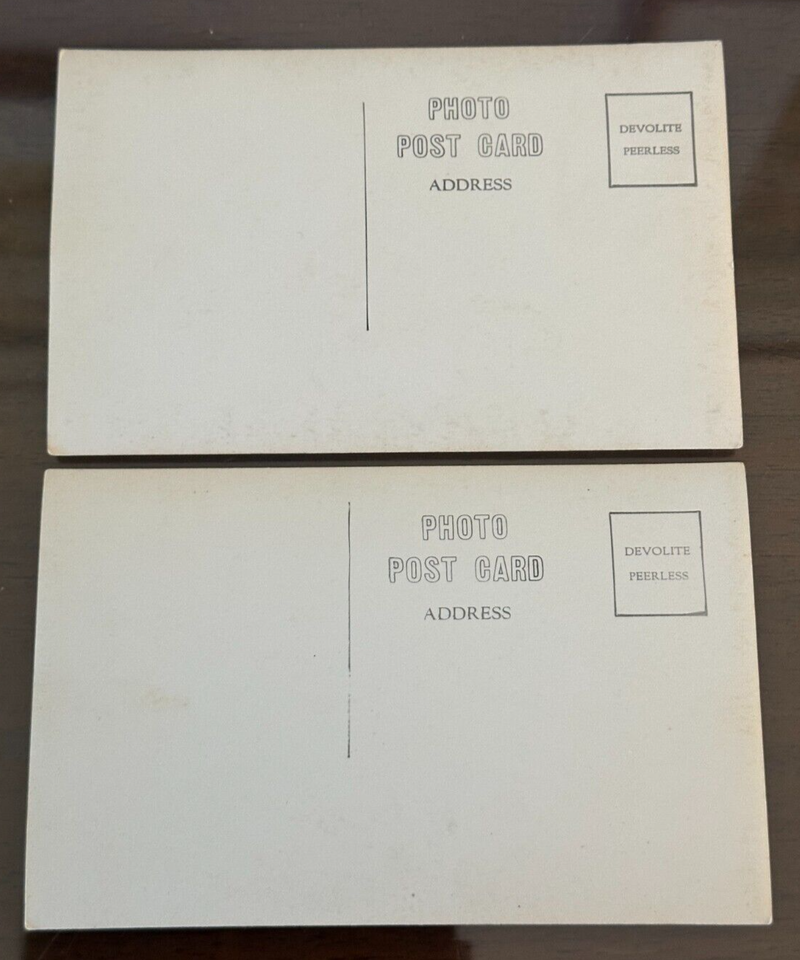 PHOTO
POST CARD
ADDRESS
DEVOLITE
PEERLESS
PHOTO
POST CARD
ADDRESS
DEVOLITE
PEERLESS